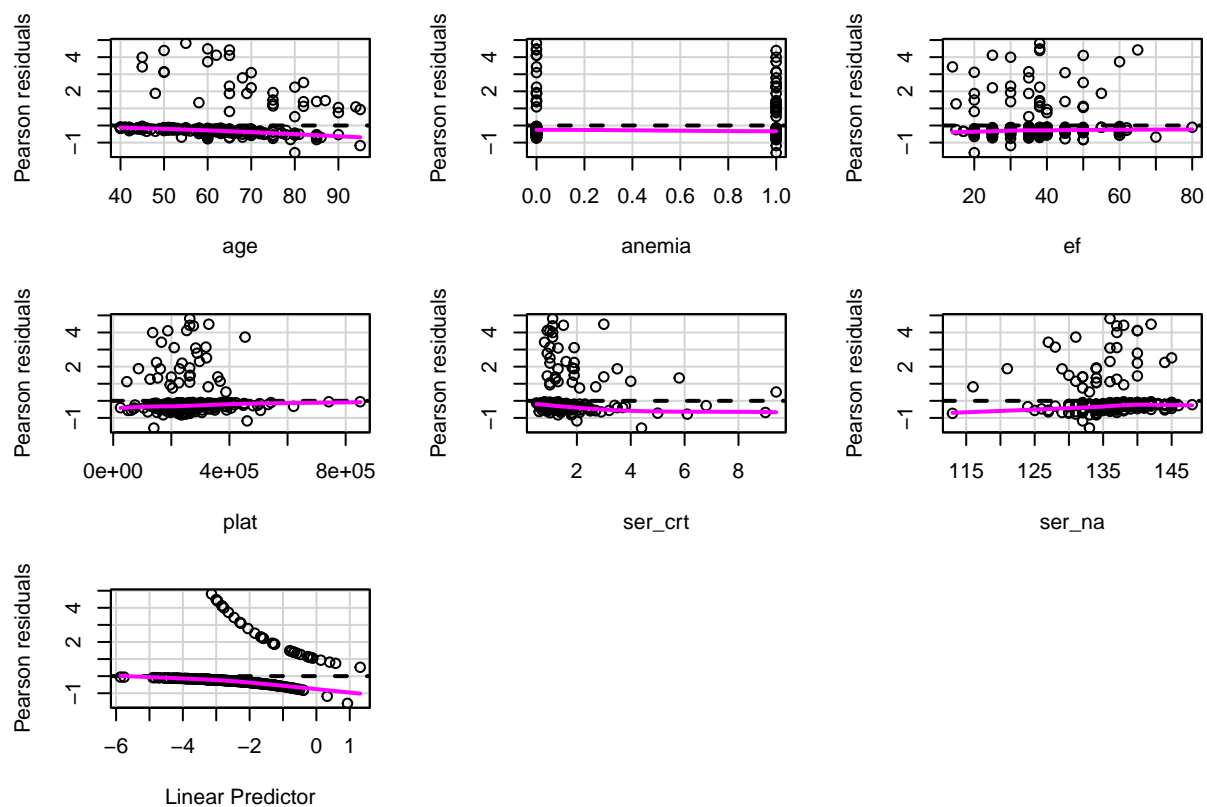 Pearson residuals
4
2
−1
40 50 60 70 80 90
age
Pearson residuals
4
2
−1
0.0 0.2 0.4 0.6 0.8 1.0
anemia
Pearson residuals
4
2
−1
20 40 60 80
ef
Pearson residuals
4
2
−1
0e+00 4e+05 8e+05
plat
Pearson residuals
4
2
−1
2 4 6 8
ser_crt
Pearson residuals
4
2
−1
115 125 135 145
ser_na
Pearson residuals
4
2
−1
−6 −4 −2 0 1
Linear Predictor